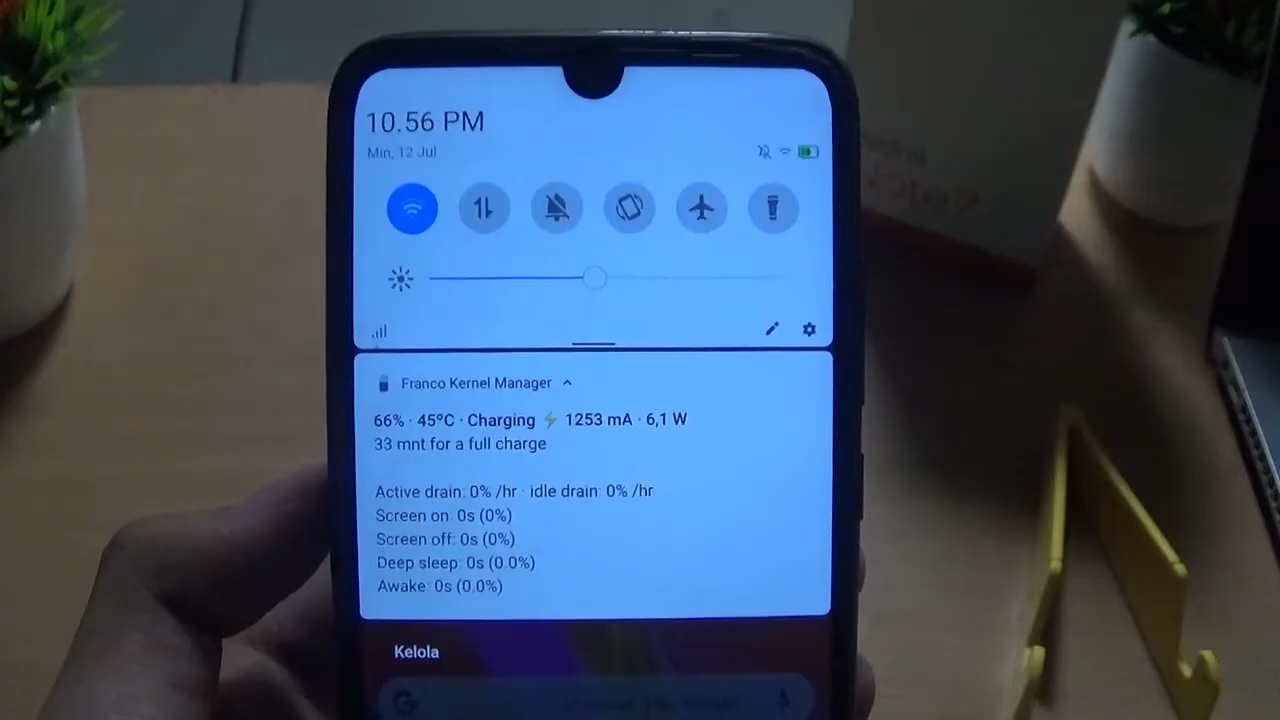 10.56 PM
Min, 12 Jul
Franco Kernel Manager
66% · 45ºC · Charging ⚡ 1253 mA · 6,1 W
33 mnt for a full charge
Active drain: 0% /hr · idle drain: 0% /hr
Screen on: 0s (0%)
Screen off: 0s (0%)
Deep sleep: 0s (0.0%)
Awake: 0s (0.0%)
Kelola
G